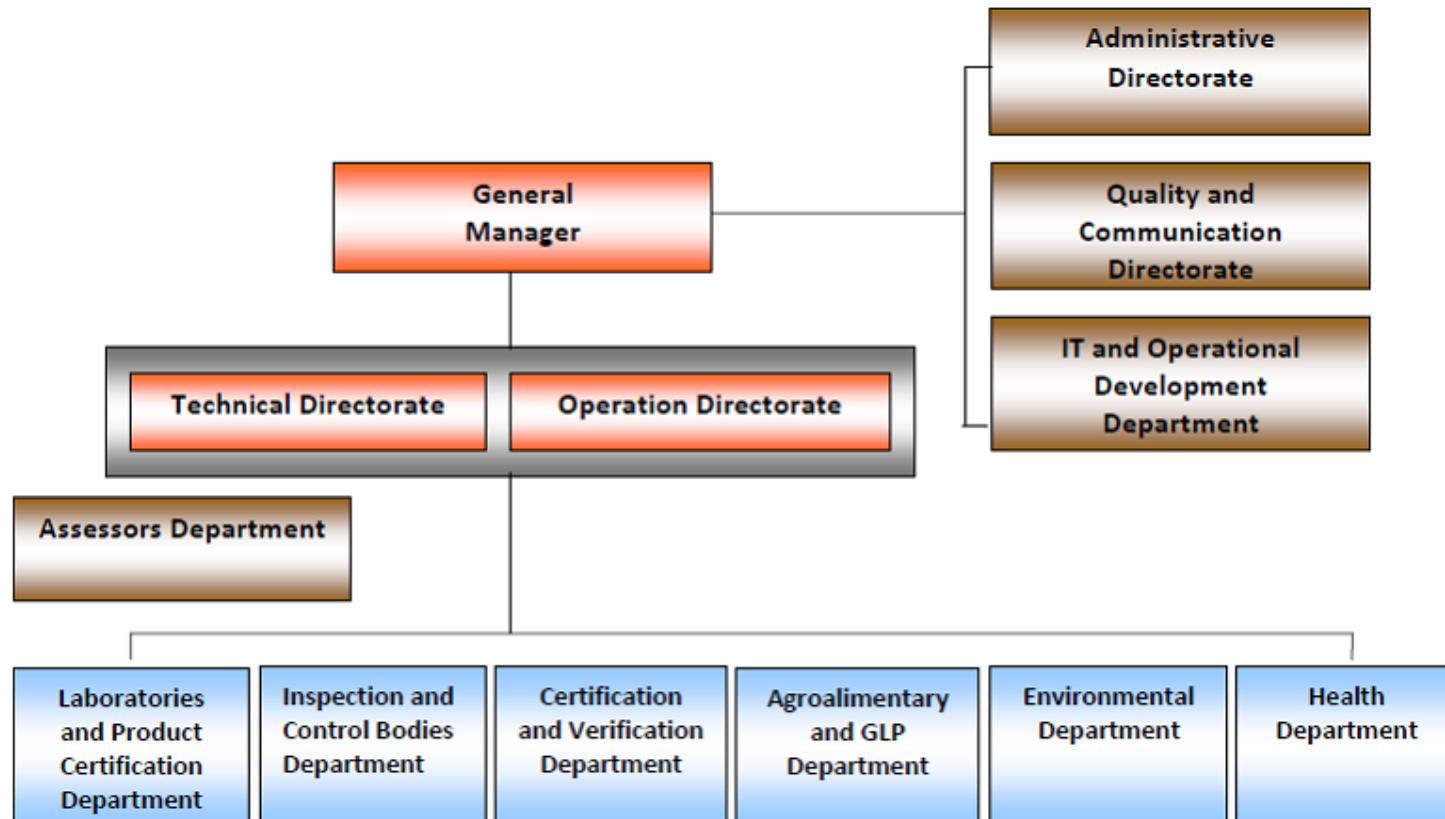 Administrative
Directorate
General
Manager
Quality and
Communication
Directorate
IT and Operational
Development
Department
Technical Directorate
Operation Directorate
Assessors Department
Laboratories
and Product
Certification
Department
Inspection and
Control Bodies
Department
Certification
and Verification
Department
Agroalimentary
and GLP
Department
Environmental
Department
Health
Department